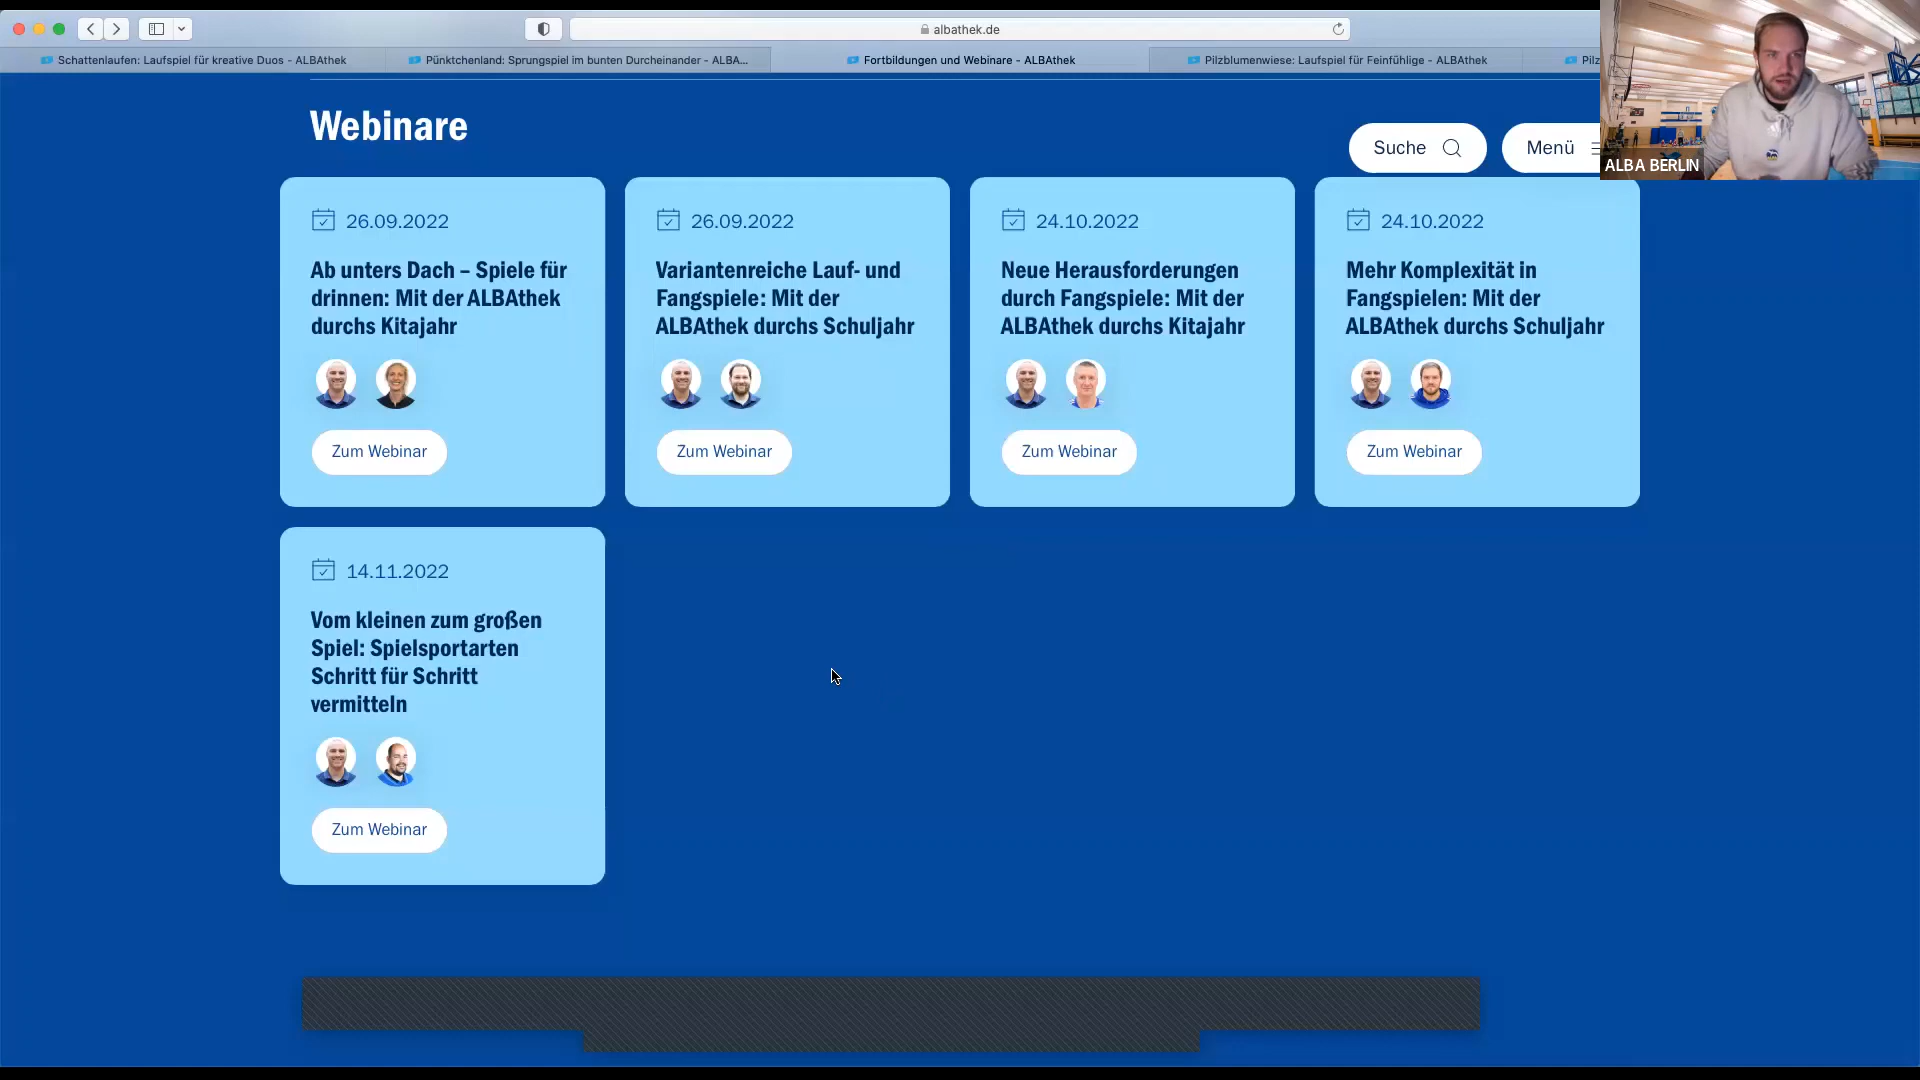 albathek.de
Schattenlaufen: Laufspiel für kreative Duos - ALBAthek
Pünktchenland: Sprungspiel im bunten Durcheinander - ALBA...
Fortbildungen und Webinare - ALBAthek
Pilzblumenwiese: Laufspiel für Feinfühlige - ALBAthek
Pilz
Webinare
Suche
Menü
ALBA BERLIN
26.09.2022
Ab unters Dach – Spiele für
drinnen: Mit der ALBAthek
durchs Kitajahr
Zum Webinar
26.09.2022
Variantenreiche Lauf- und
Fangspiele: Mit der
ALBAthek durchs Schuljahr
Zum Webinar
24.10.2022
Neue Herausforderungen
durch Fangspiele: Mit der
ALBAthek durchs Kitajahr
Zum Webinar
24.10.2022
Mehr Komplexität in
Fangspielen: Mit der
ALBAthek durchs Schuljahr
Zum Webinar
14.11.2022
Vom kleinen zum großen
Spiel: Spielsportarten
Schritt für Schritt
vermitteln
Zum Webinar